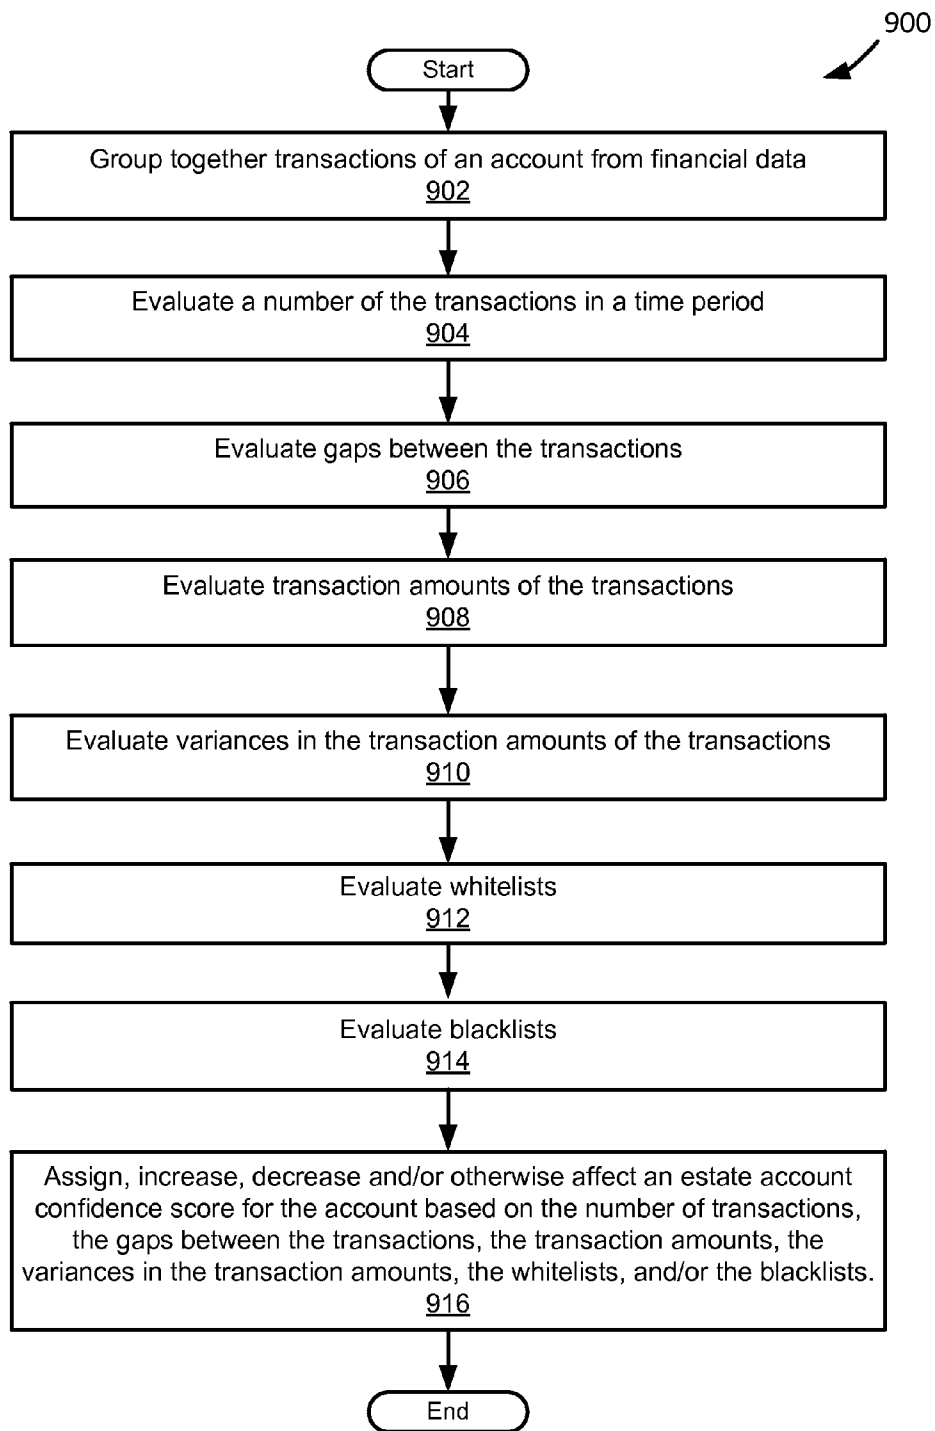 900
Start
Group together transactions of an account from financial data
902
Evaluate a number of the transactions in a time period
904
Evaluate gaps between the transactions
906
Evaluate transaction amounts of the transactions
908
Evaluate variances in the transaction amounts of the transactions
910
Evaluate whitelists
912
Evaluate blacklists
914
Assign, increase, decrease and/or otherwise affect an estate account
confidence score for the account based on the number of transactions,
the gaps between the transactions, the transaction amounts, the
variances in the transaction amounts, the whitelists, and/or the blacklists.
916
End